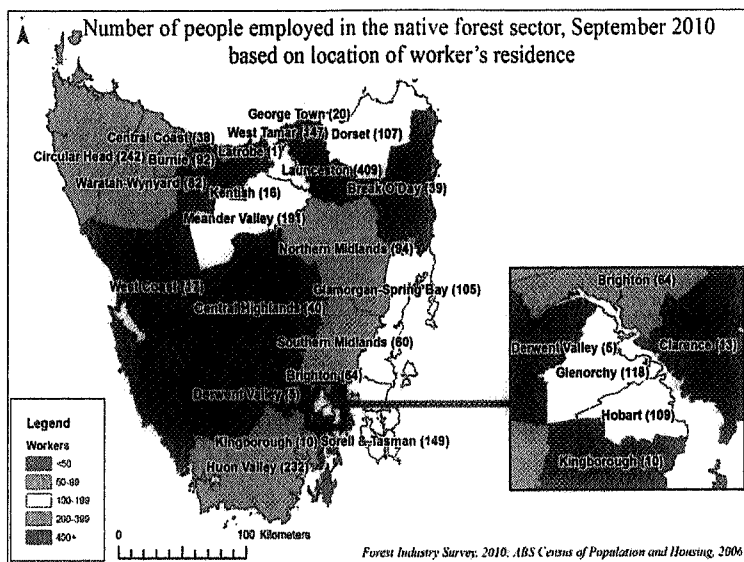 Number of people employed in the native forest sector, September 2010
based on location of worker's residence
George Town (20)
Central Coast (38)
West Tamar (147)
Dorset (107)
Circular Head (242)
Burnie (92)
Latrobe (1)
Launceston (409)
Waratah-Wynyard (82)
Kentish (16)
Break O'Day (39)
Meander Valley (191)
Northern Midlands (94)
West Coast
Central Highlands (40)
Glamorgan-Spring Bay (105)
Southern Midlands (60)
Brighton (64)
Derwent Valley
Kingborough (10)
Sorell & Tasman (149)
Huon Valley (232)
Brighton (64)
Derwent Valley
Clarence (13)
Glenorchy (118)
Hobart (109)
Kingborough (10)
Legend
Workers
<50
50-99
100-199
200-399
400+
0
100 Kilometers
Forest Industry Survey, 2010; ABS Census of Population and Housing, 2006